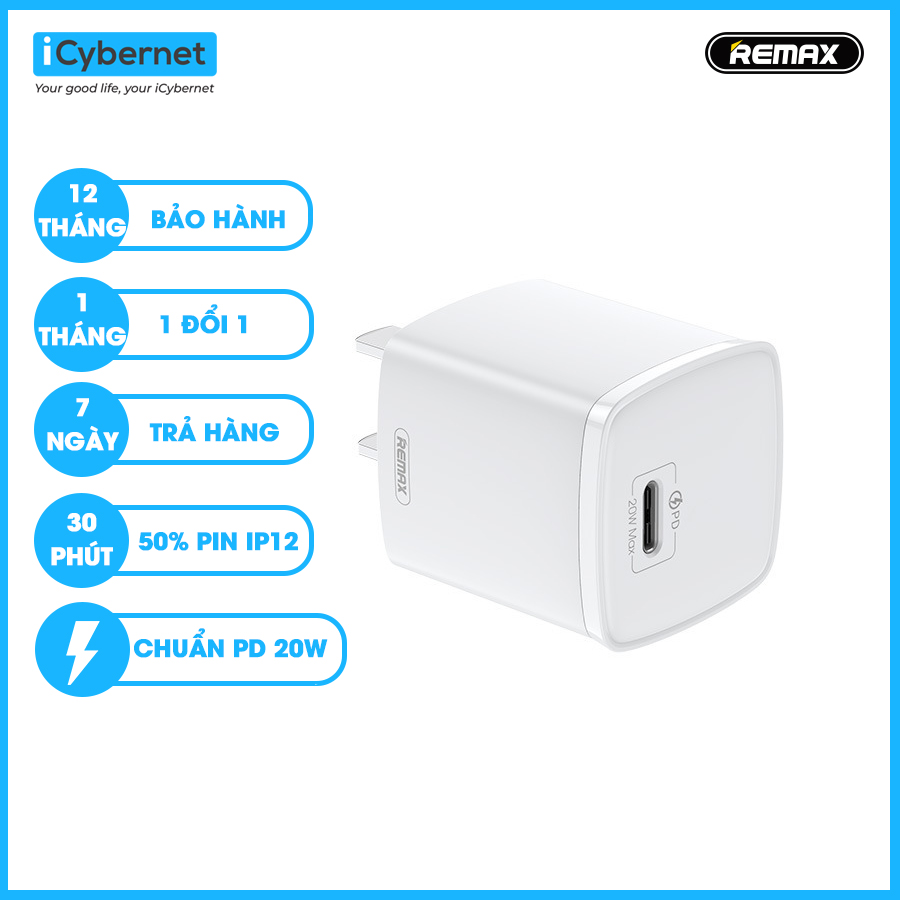 iCybernet
Your good life, your iCybernet
REMAX
12
THÁNG
BẢO HÀNH
1
THÁNG
1 ĐỔI 1
7
NGÀY
TRẢ HÀNG
30
PHÚT
50% PIN IP12
CHUẨN PD 20W
REMAX
PD
20W Max